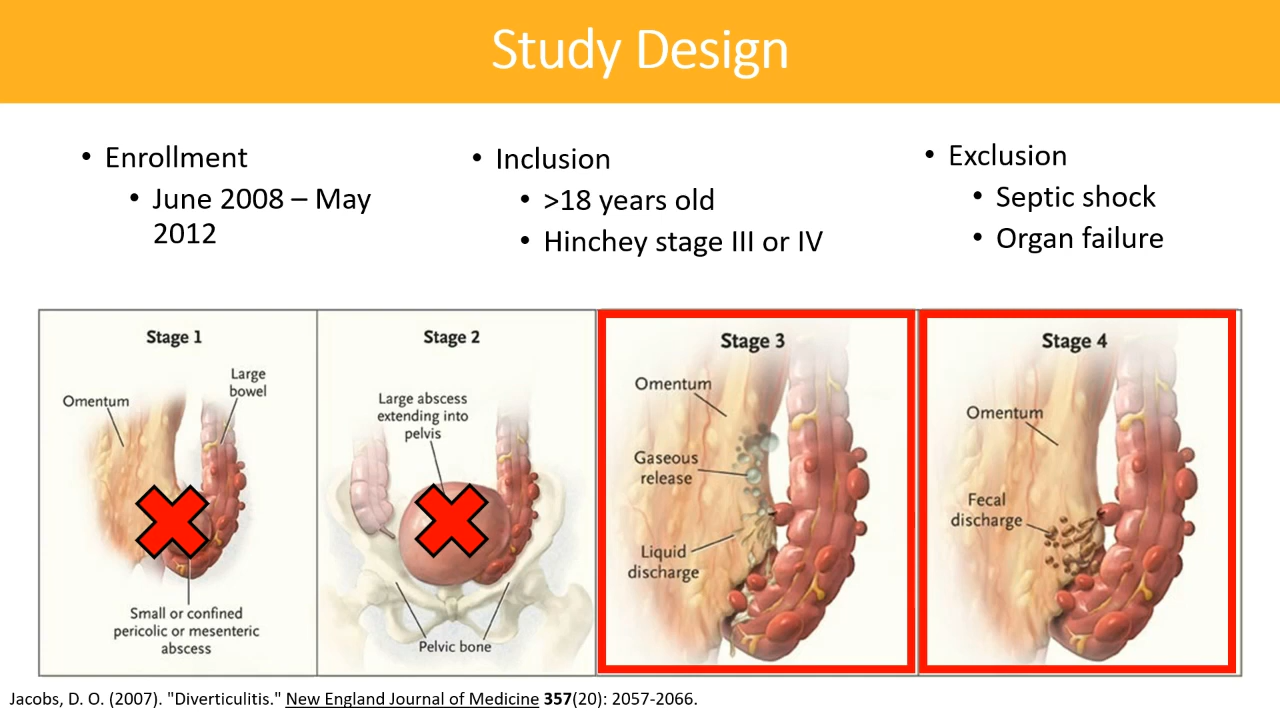 Study Design
• Enrollment
• June 2008 – May
2012
• Inclusion
• >18 years old
• Hinchey stage III or IV
• Exclusion
• Septic shock
• Organ failure
Stage 1
Omentum
Large
bowel
Small or confined
pericolic or mesenteric
abscess
Stage 2
Large abscess
extending into
pelvis
Pelvic bone
Stage 3
Omentum
Gaseous
release
Liquid
discharge
Stage 4
Omentum
Fecal
discharge
Jacobs, D. O. (2007). "Diverticulitis." New England Journal of Medicine 357(20): 2057-2066.